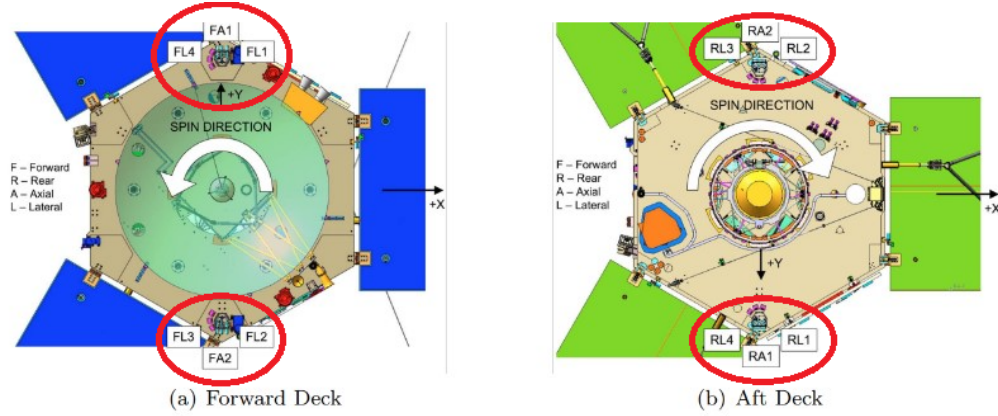 FA1
FL4 FL1
+Y
SPIN DIRECTION
F – Forward
R – Rear
A – Axial
L – Lateral
+X
FL3 FL2
FA2
(a) Forward Deck
RA2
RL3 RL2
SPIN DIRECTION
F – Forward
R – Rear
A – Axial
L – Lateral
+X
+Y
RL4 RL1
RA1
(b) Aft Deck